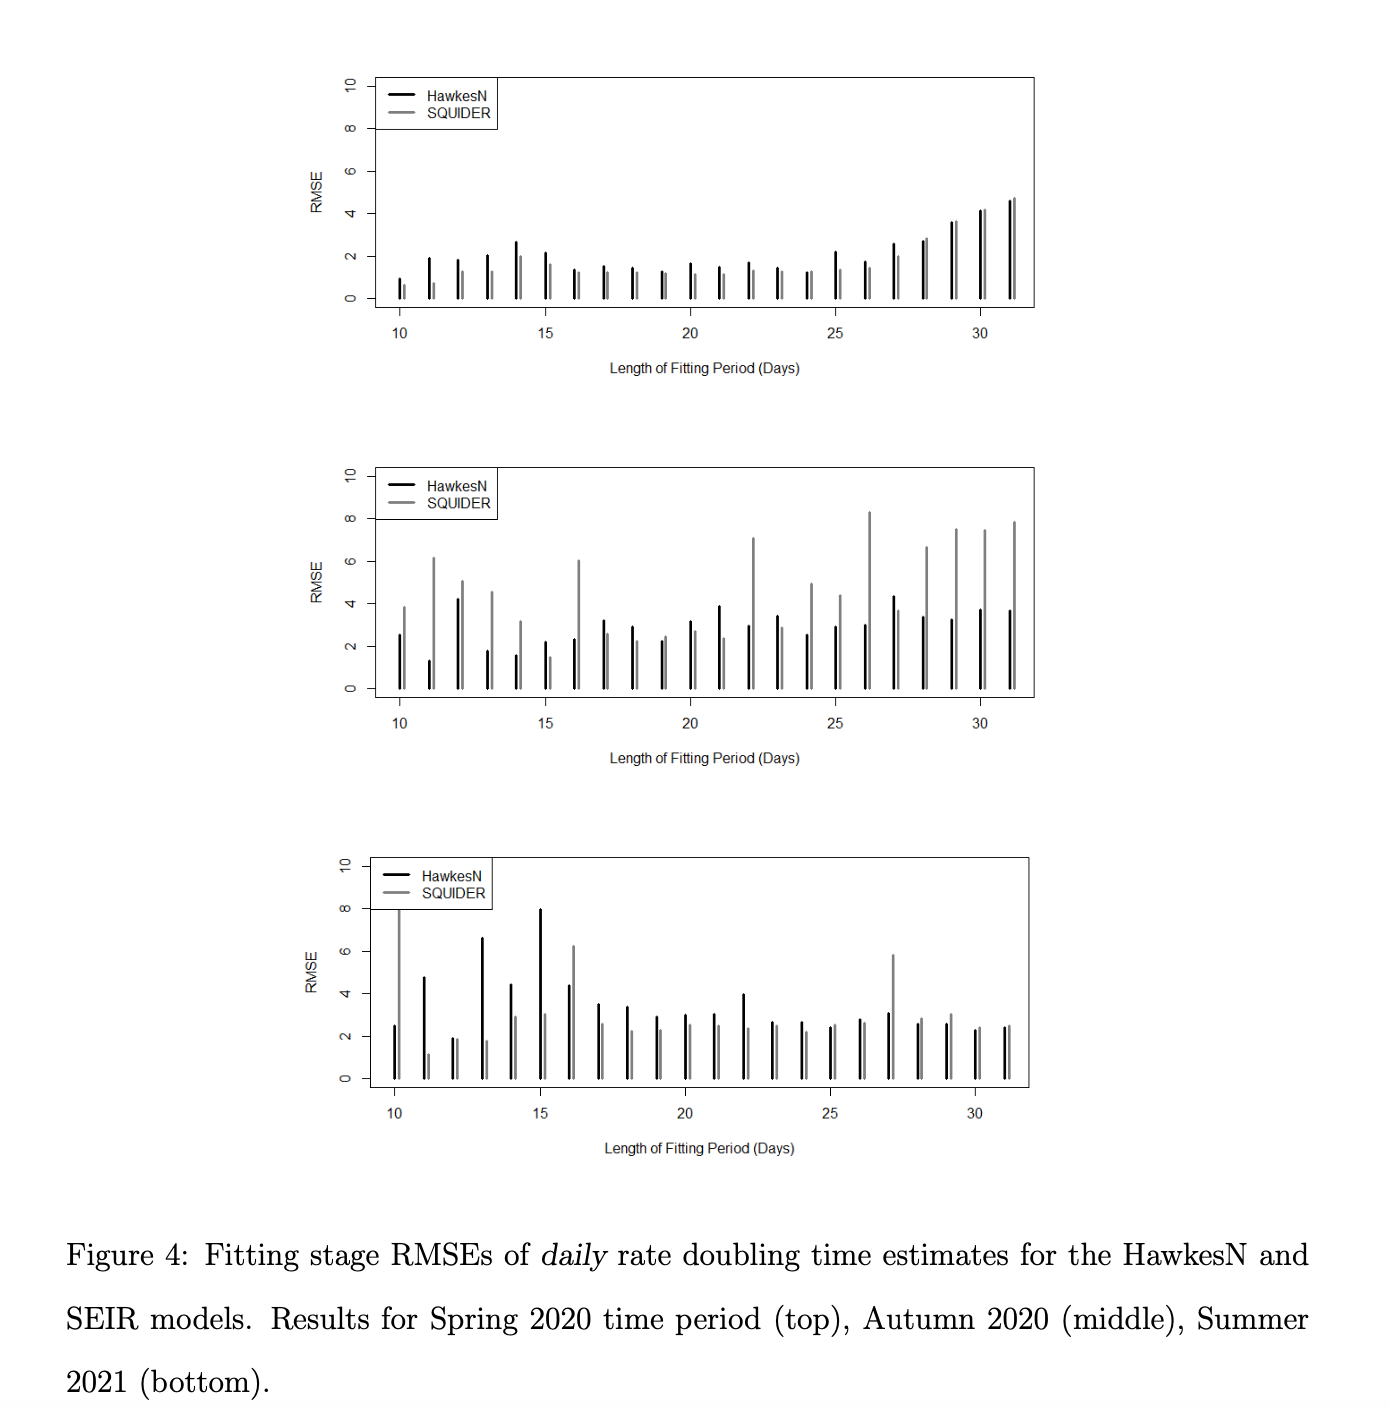 HawkesN
SQUIDER
RMSE
0 2 4 6 8 10
10 15 20 25 30
Length of Fitting Period (Days)
HawkesN
SQUIDER
RMSE
0 2 4 6 8 10
10 15 20 25 30
Length of Fitting Period (Days)
HawkesN
SQUIDER
RMSE
0 2 4 6 8 10
10 15 20 25 30
Length of Fitting Period (Days)
Figure 4: Fitting stage RMSEs of daily rate doubling time estimates for the HawkesN and
SEIR models. Results for Spring 2020 time period (top), Autumn 2020 (middle), Summer
2021 (bottom).